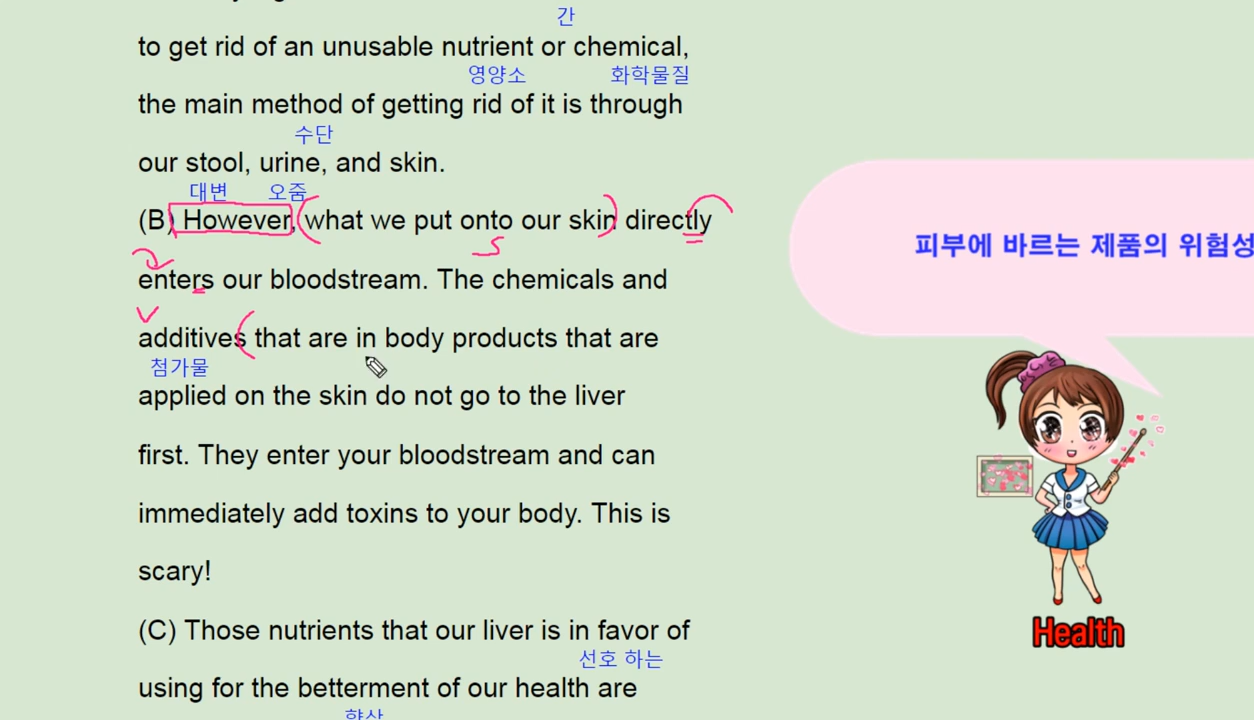 간
to get rid of an unusable nutrient or chemical,
영양소 화학물질
the main method of getting rid of it is through
수단
our stool, urine, and skin.
대변 오줌
(B) However, what we put onto our skin directly
S
enters our bloodstream. The chemicals and
V
additives that are in body products that are
첨가물
applied on the skin do not go to the liver
first. They enter your bloodstream and can
immediately add toxins to your body. This is
scary!
(C) Those nutrients that our liver is in favor of
선호 하는
using for the betterment of our health are
향상
피부에 바르는 제품의 위험성
Health